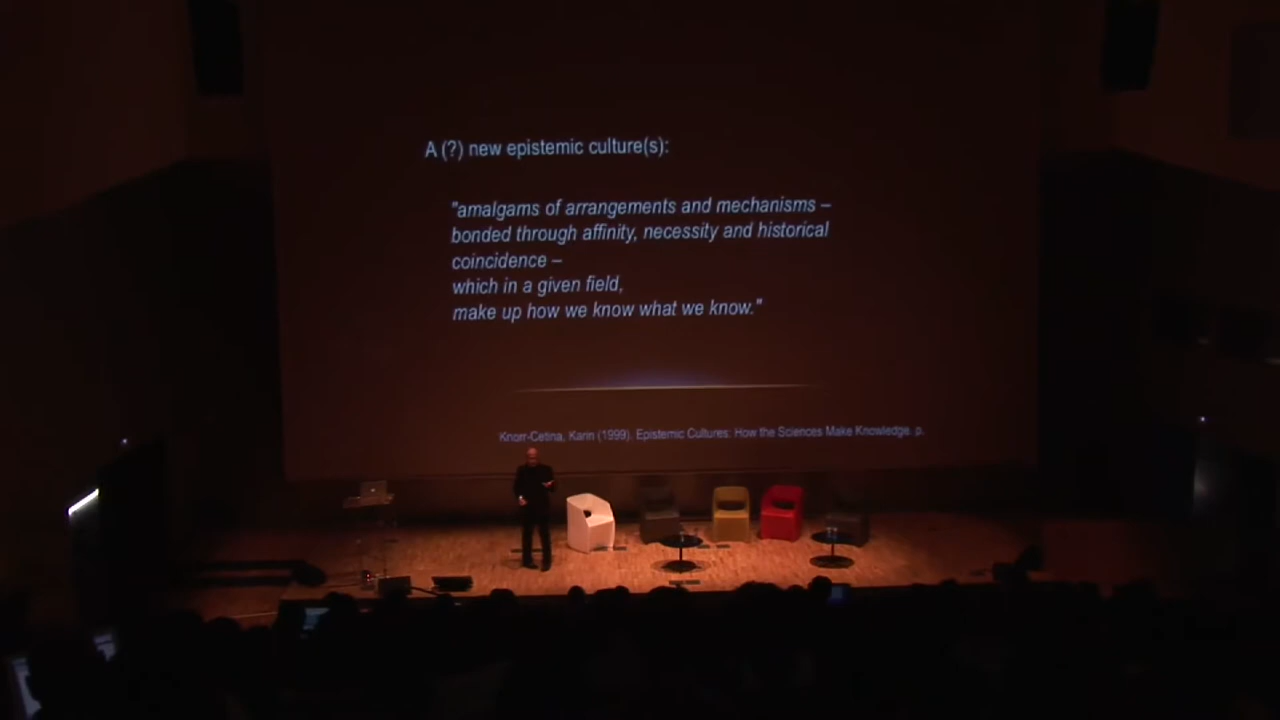 A (?) new epistemic culture(s):
"amalgams of arrangements and mechanisms –
bonded through affinity, necessity and historical
coincidence –
which in a given field,
make up how we know what we know."
Knorr-Cetina, Karin (1999). Epistemic Cultures: How the Sciences Make Knowledge. p.